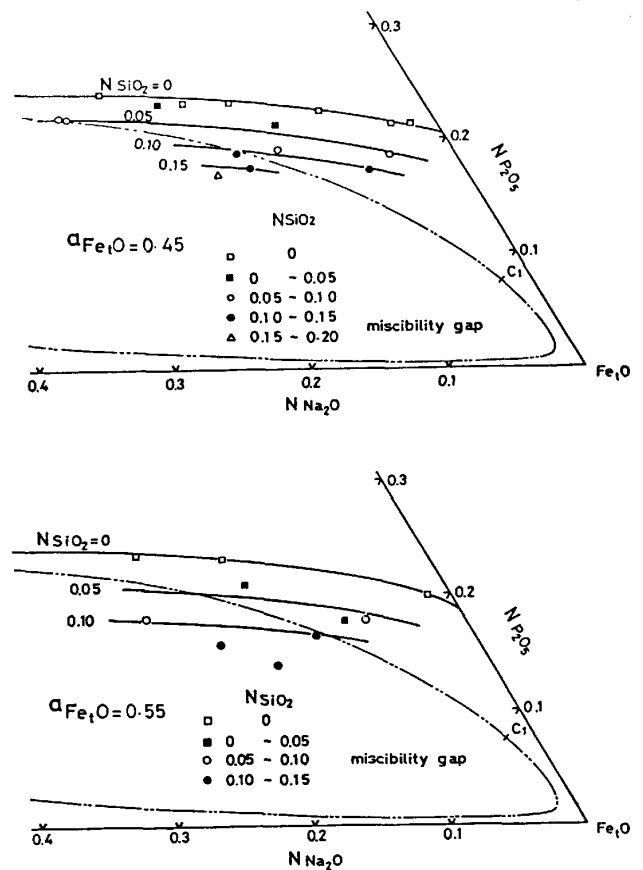 0.3
N SiO2 = 0
0.05
0.2
0.10
0.15
N P2O5
aFetO = 0.45
NSiO2
0.1
C1
□ 0
■ 0 - 0.05
○ 0.05 ~ 0.10
● 0.10 ~ 0.15
△ 0.15 ~ 0.20
miscibility gap
FetO
0.4 0.3 0.2 0.1
N Na2O
0.3
NSiO2 = 0
0.05
0.2
0.10
N P2O5
aFetO = 0.55
NSiO2
0.1
C1
□ 0
■ 0 - 0.05
○ 0.05 ~ 0.10
● 0.10 - 0.15
miscibility gap
FetO
0.4 0.3 0.2 0.1
N Na2O